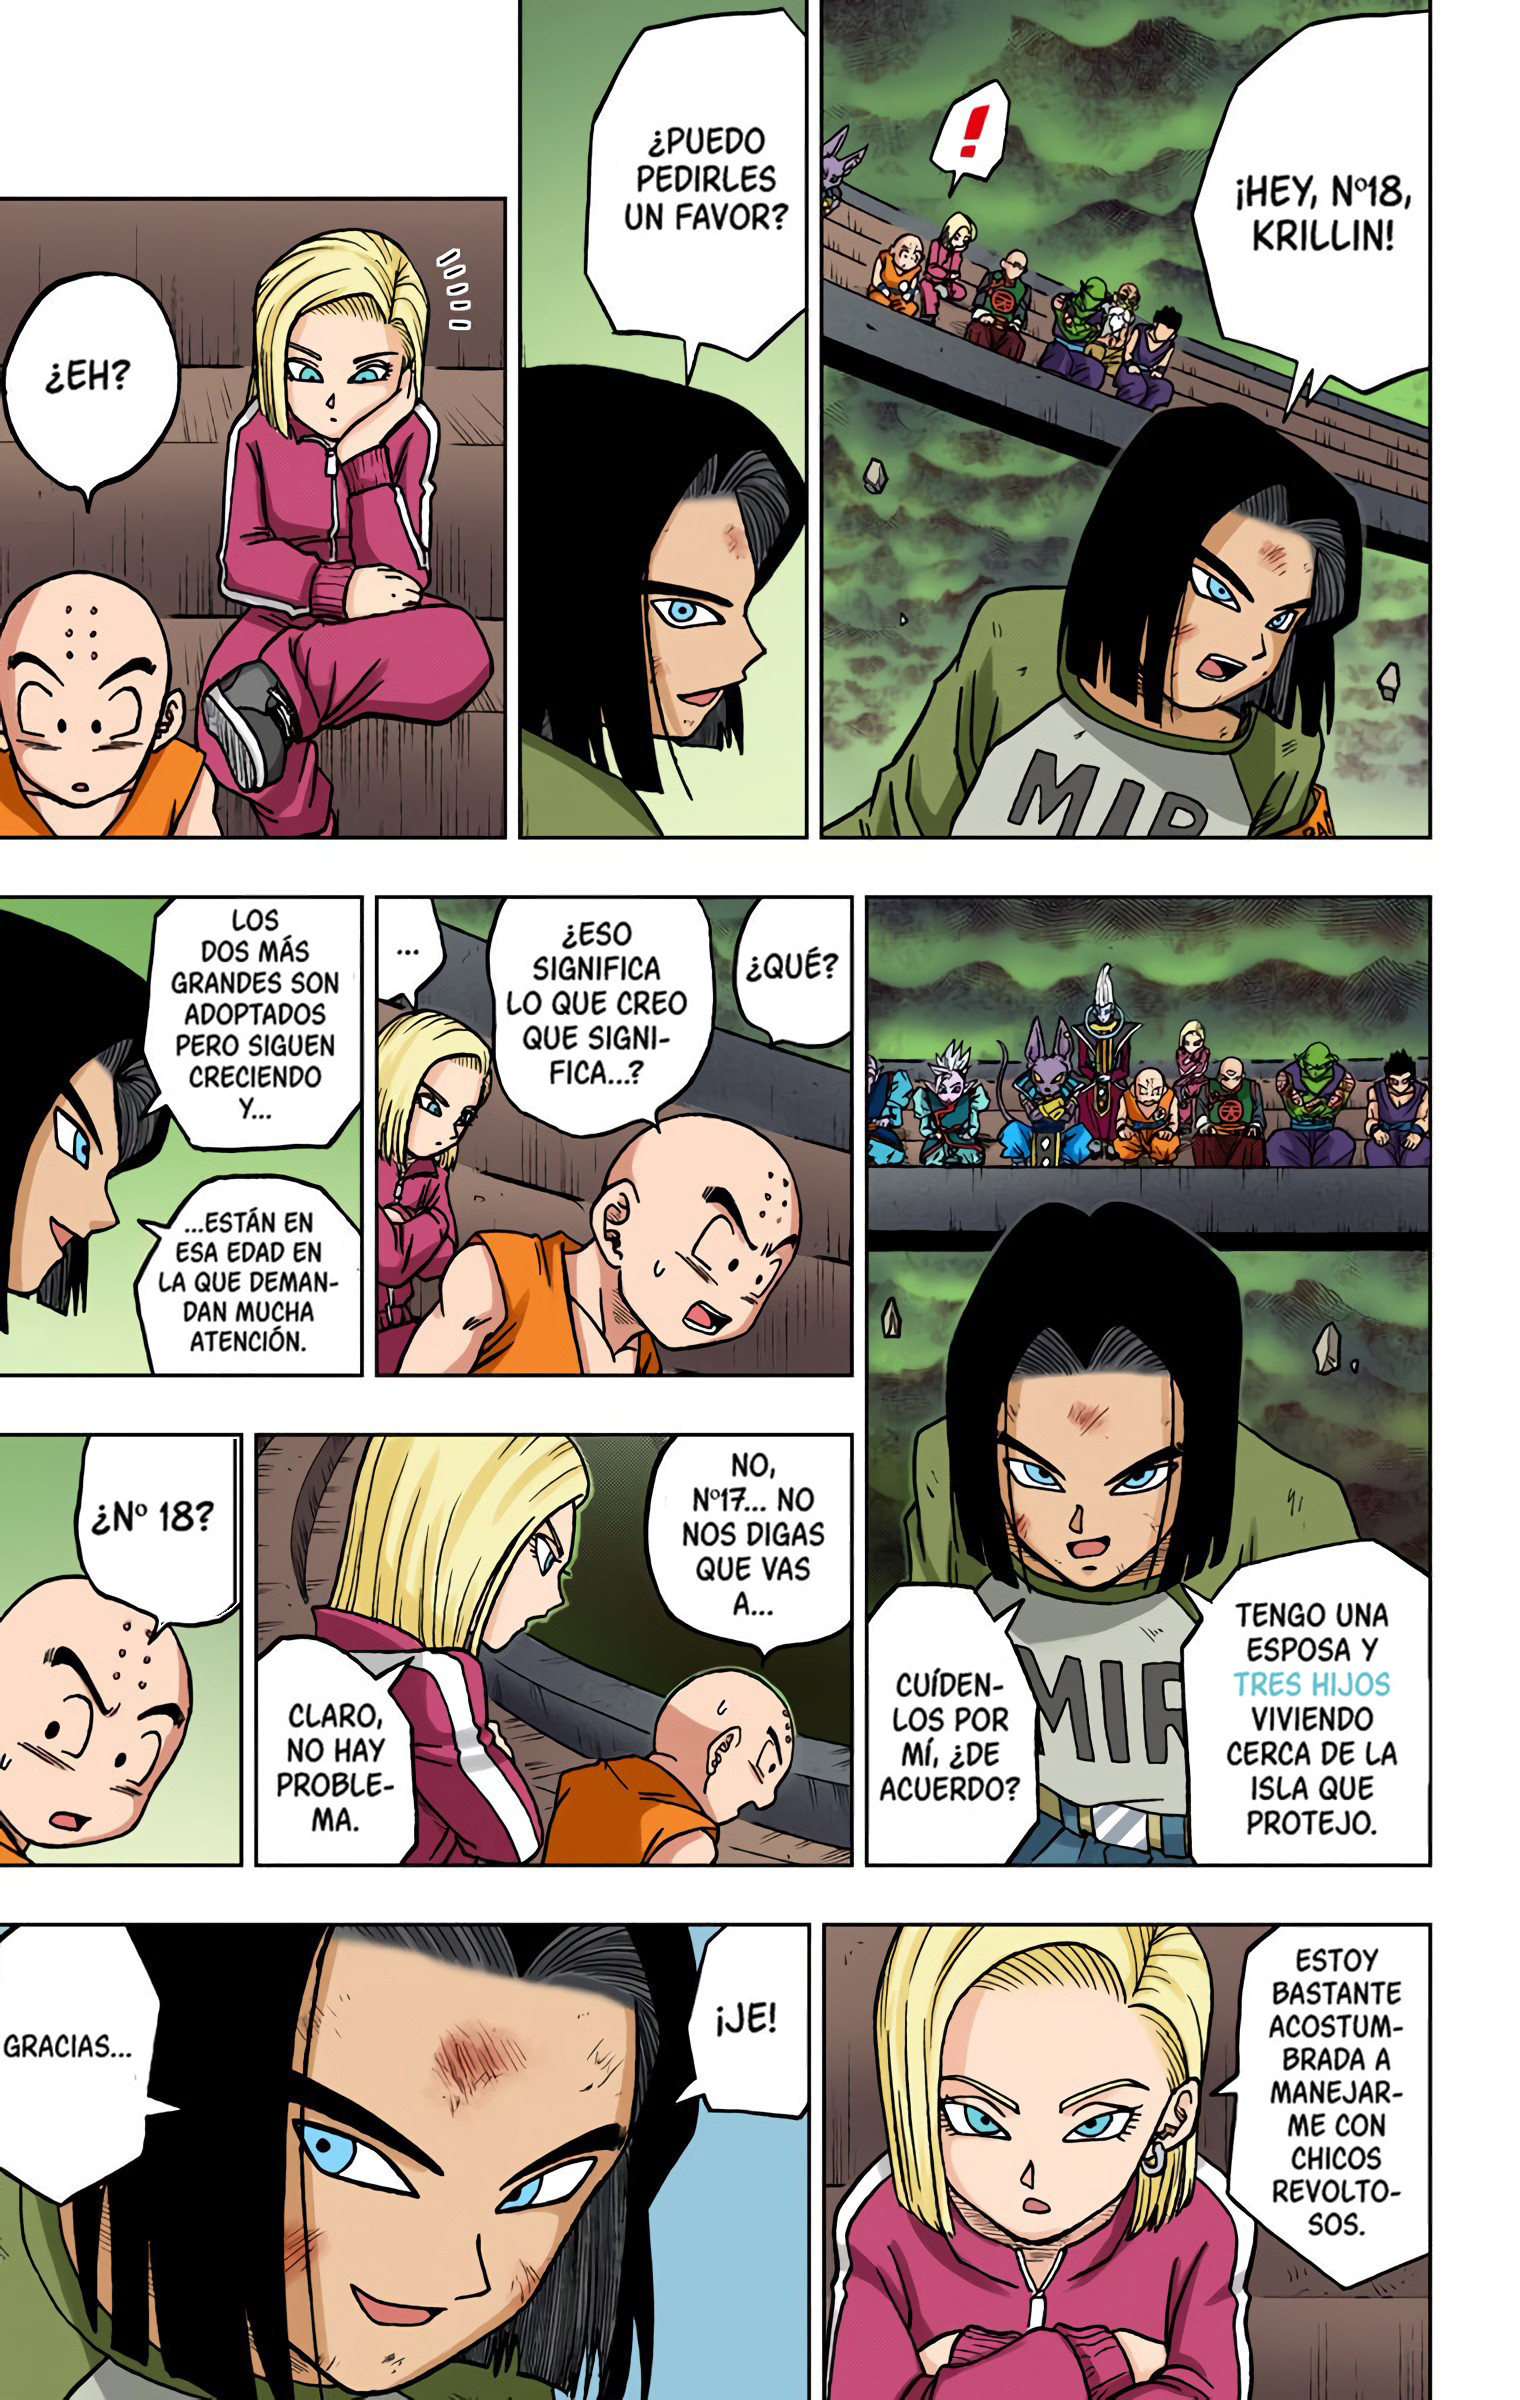 ¡HEY, Nº18,
KRILLIN!
!
MIR
¿PUEDO
PEDIRLES
UN FAVOR?
¿EH?
TENGO UNA
ESPOSA Y
TRES HIJOS
VIVIENDO
CERCA DE LA
ISLA QUE
PROTEJO.
CUÍDEN-
LOS POR
MÍ, ¿DE
ACUERDO?
MIR
¿QUÉ?
¿ESO
SIGNIFICA
LO QUE CREO
QUE SIGNI-
FICA...?
...
LOS
DOS MÁS
GRANDES SON
ADOPTADOS
PERO SIGUEN
CRECIENDO
Y...
...ESTÁN EN
ESA EDAD EN
LA QUE DEMAN-
DAN MUCHA
ATENCIÓN.
NO,
Nº17... NO
NOS DIGAS
QUE VAS
A...
CLARO,
NO HAY
PROBLE-
MA.
¿Nº 18?
ESTOY
BASTANTE
ACOSTUM-
BRADA A
MANEJAR-
ME CON
CHICOS
REVOLTO-
SOS.
¡JE!
GRACIAS...